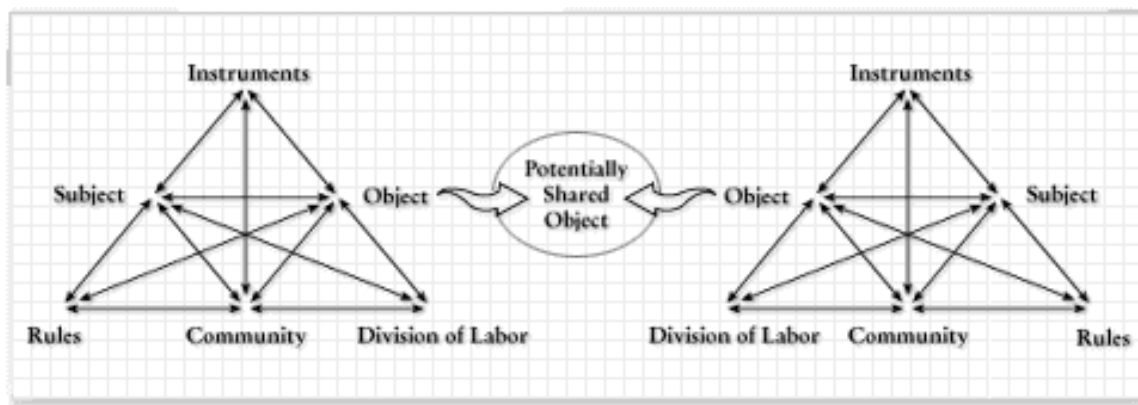 Instruments
Instruments
Subject
Object
Potentially
Shared
Object
Object
Subject
Rules
Community
Division of Labor
Division of Labor
Community
Rules